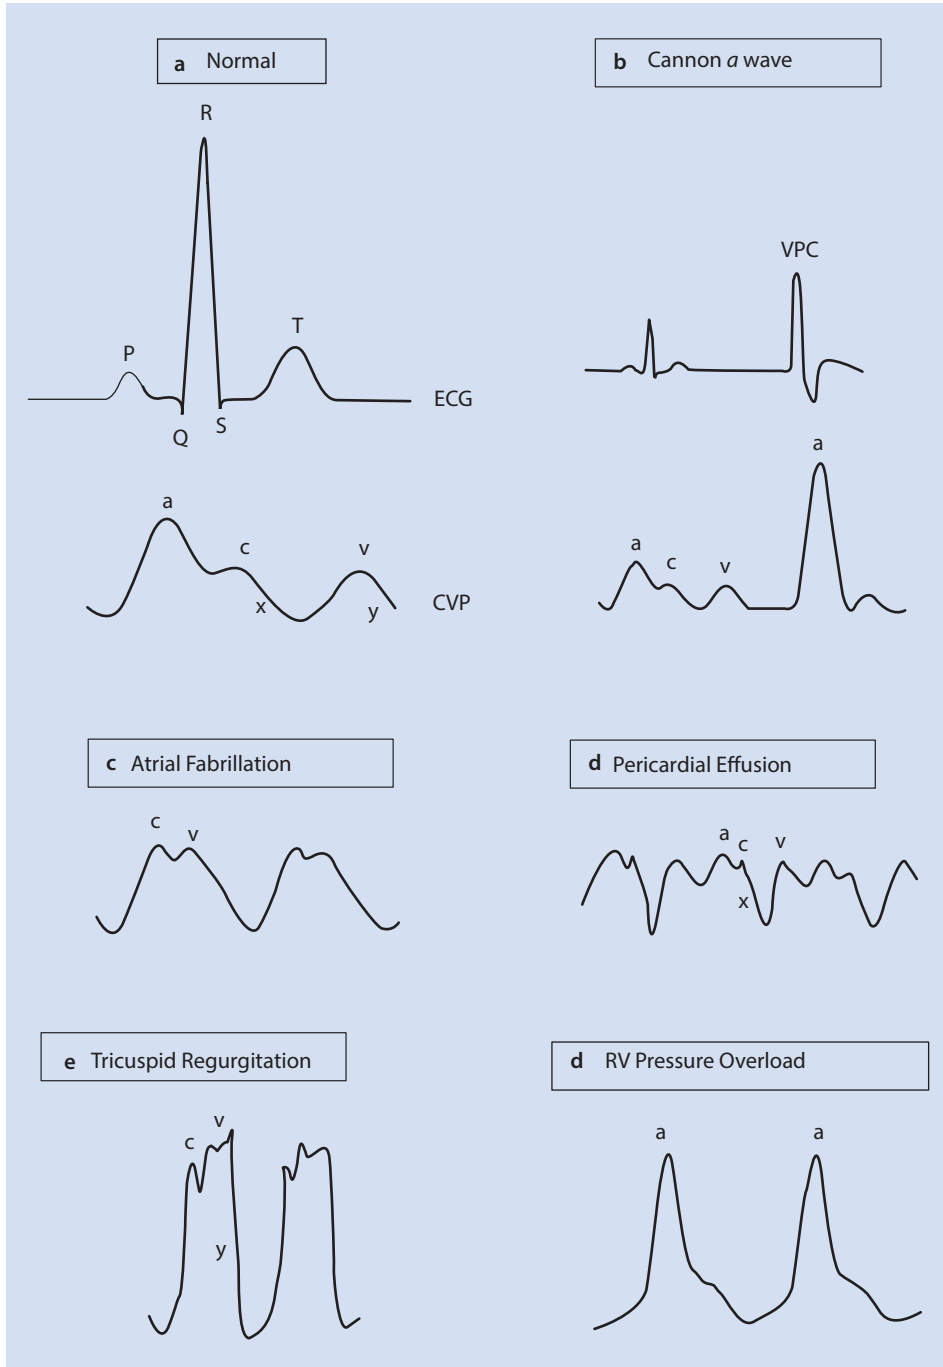 a Normal
b Cannon a wave
R
VPC
P
T
ECG
Q
S
a
c
v
x
y
CVP
a
c
v
a
c Atrial Fabrillation
d Pericardial Effusion
c
v
a
c
v
x
e Tricuspid Regurgitation
d RV Pressure Overload
v
c
y
a
a